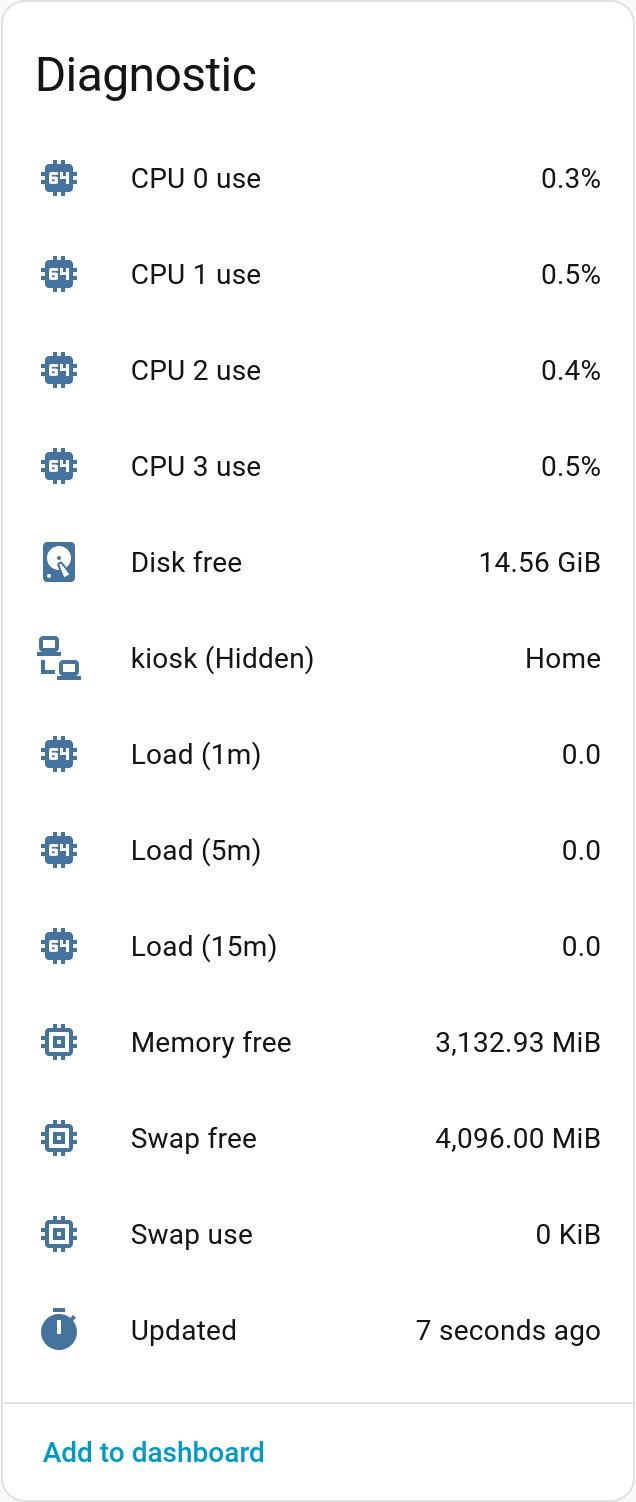 Diagnostic
64 CPU 0 use 0.3%
64 CPU 1 use 0.5%
64 CPU 2 use 0.4%
64 CPU 3 use 0.5%
Disk free 14.56 GiB
kiosk (Hidden) Home
64 Load (1m) 0.0
64 Load (5m) 0.0
64 Load (15m) 0.0
Memory free 3,132.93 MiB
Swap free 4,096.00 MiB
Swap use 0 KiB
Updated 7 seconds ago
Add to dashboard